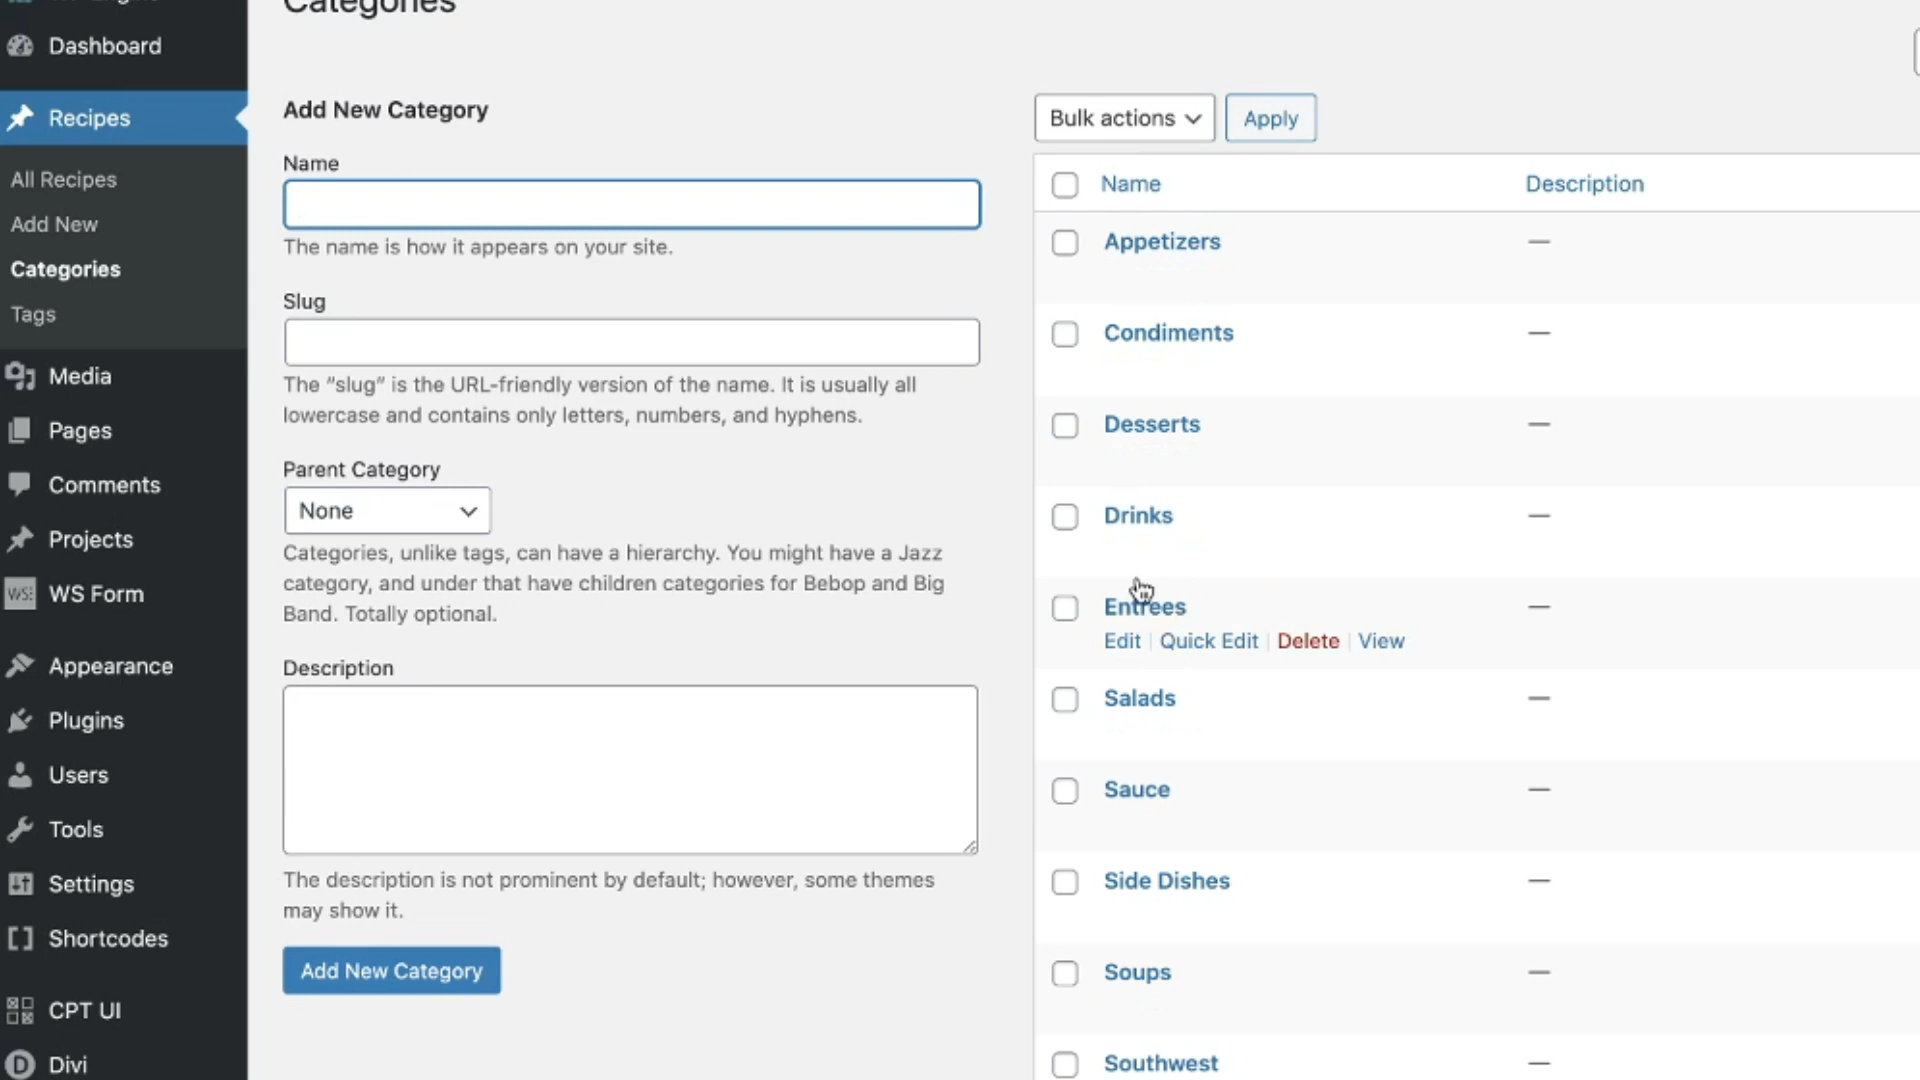 Categories
Dashboard
Recipes
All Recipes
Add New
Categories
Tags
Media
Pages
Comments
Projects
WS Form
Appearance
Plugins
Users
Tools
Settings
Shortcodes
CPT UI
Divi
Add New Category
Name
The name is how it appears on your site.
Slug
The “slug” is the URL-friendly version of the name. It is usually all
lowercase and contains only letters, numbers, and hyphens.
Parent Category
None
Categories, unlike tags, can have a hierarchy. You might have a Jazz
category, and under that have children categories for Bebop and Big
Band. Totally optional.
Description
The description is not prominent by default; however, some themes
may show it.
Add New Category
Bulk actions
Apply
Name Description
Appetizers —
Condiments —
Desserts —
Drinks —
Entrees —
Edit | Quick Edit | Delete | View
Salads —
Sauce —
Side Dishes —
Soups —
Southwest —